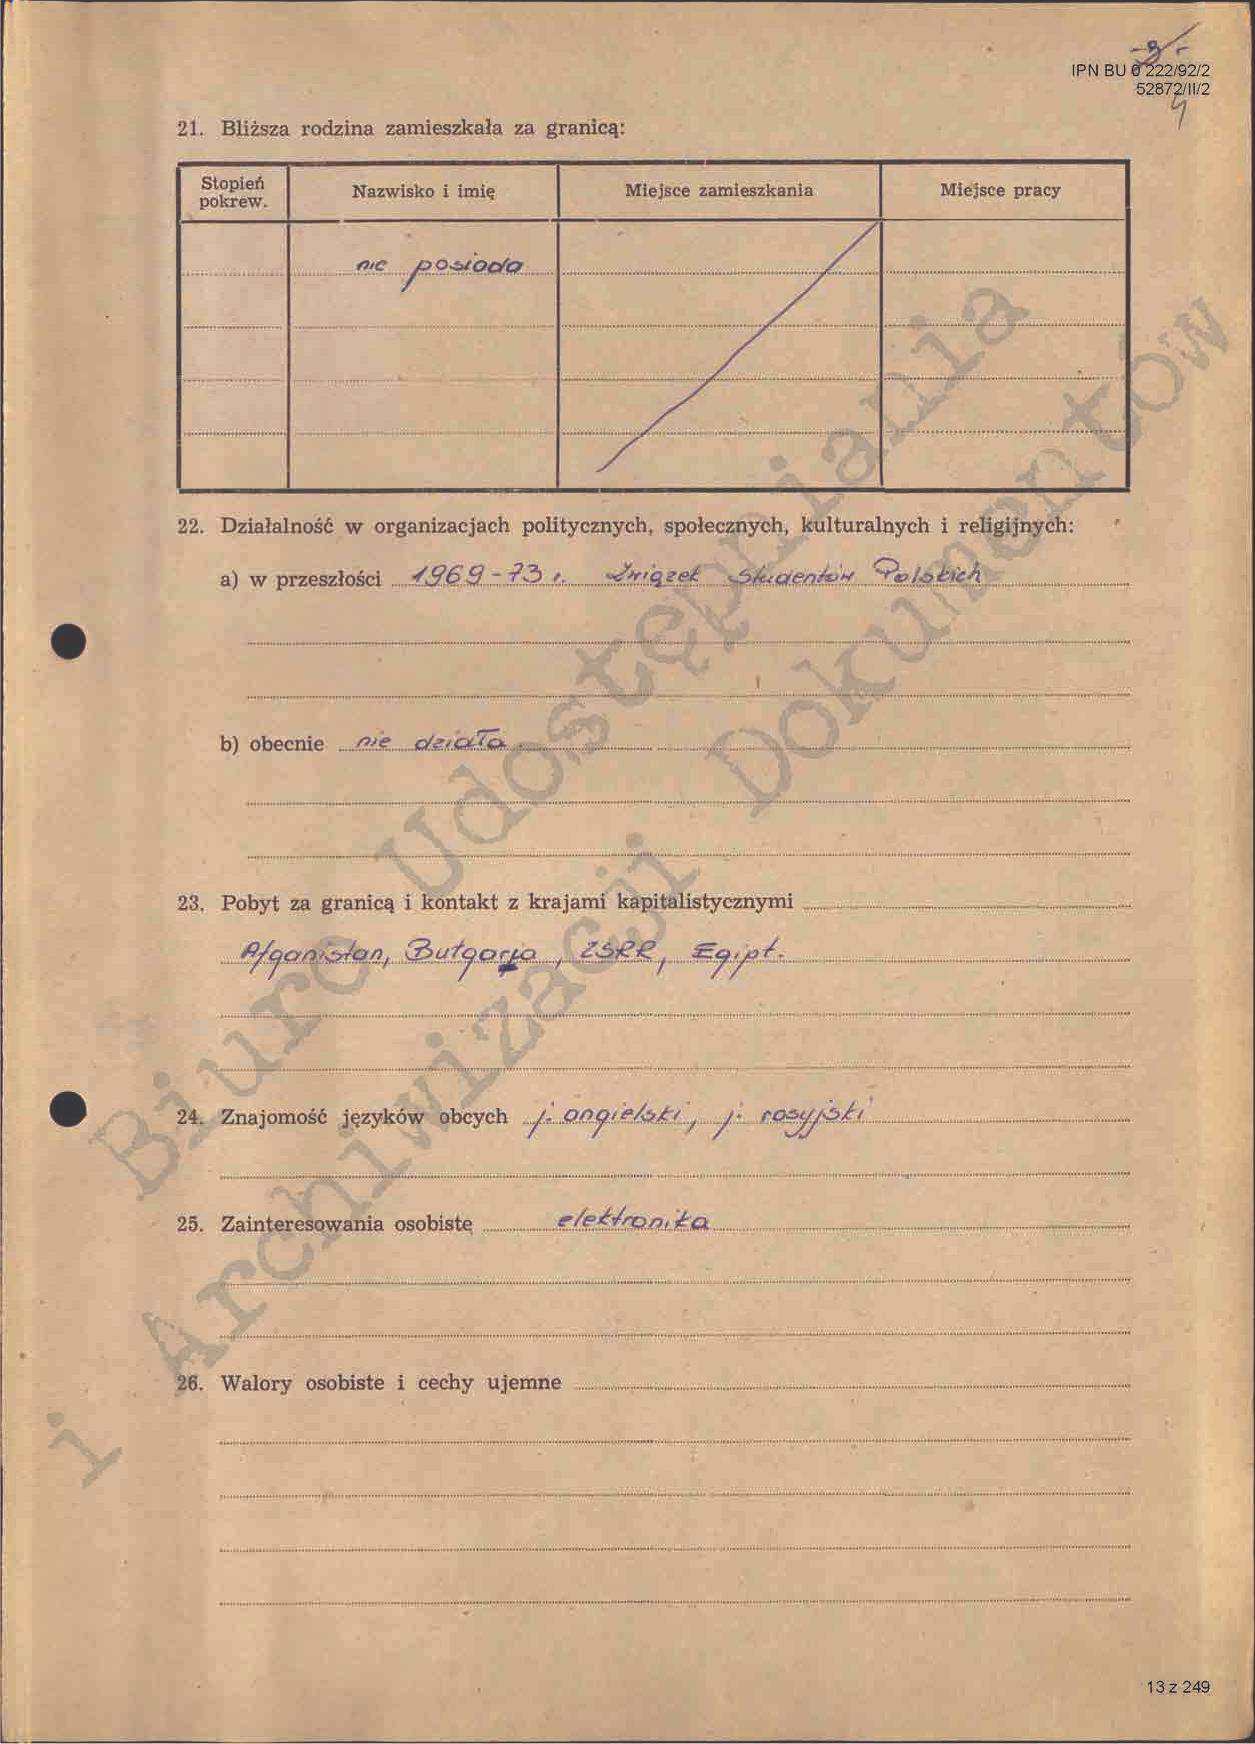 -3-
IPN BU 0 222/92/2
52872/II/2
4
21. Bliższa rodzina zamieszkała za granicą:
Stopień pokrew. Nazwisko i imię Miejsce zamieszkania Miejsce pracy
nie posiada
22. Działalność w organizacjach politycznych, społecznych, kulturalnych i religijnych:
a) w przeszłości 1969-73 r. Związek Studentów Polskich
b) obecnie nie działa
23. Pobyt za granicą i kontakt z krajami kapitalistycznymi
Afganistan, Bułgaria, ZSRR, Egipt.
24. Znajomość języków obcych j. angielski, j. rosyjski
25. Zainteresowania osobiste elektronika
26. Walory osobiste i cechy ujemne
Biuro Udostępniania
i Archiwizacji Dokumentów
13 z 249